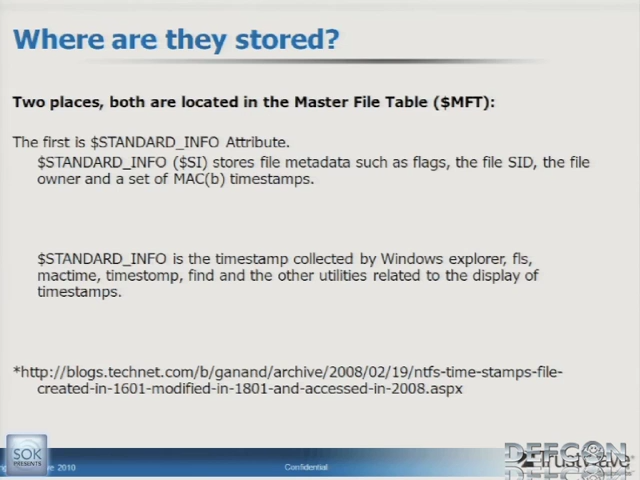 Where are they stored?
Two places, both are located in the Master File Table ($MFT):
The first is $STANDARD_INFO Attribute.
$STANDARD_INFO ($SI) stores file metadata such as flags, the file SID, the file
owner and a set of MAC(b) timestamps.
$STANDARD_INFO is the timestamp collected by Windows explorer, fls,
mactime, timestomp, find and the other utilities related to the display of
timestamps.
*http://blogs.technet.com/b/ganand/archive/2008/02/19/ntfs-time-stamps-file-
created-in-1601-modified-in-1801-and-accessed-in-2008.aspx
SOK
PRESENTS
2010
Confidential
DEFCON
Trustwave